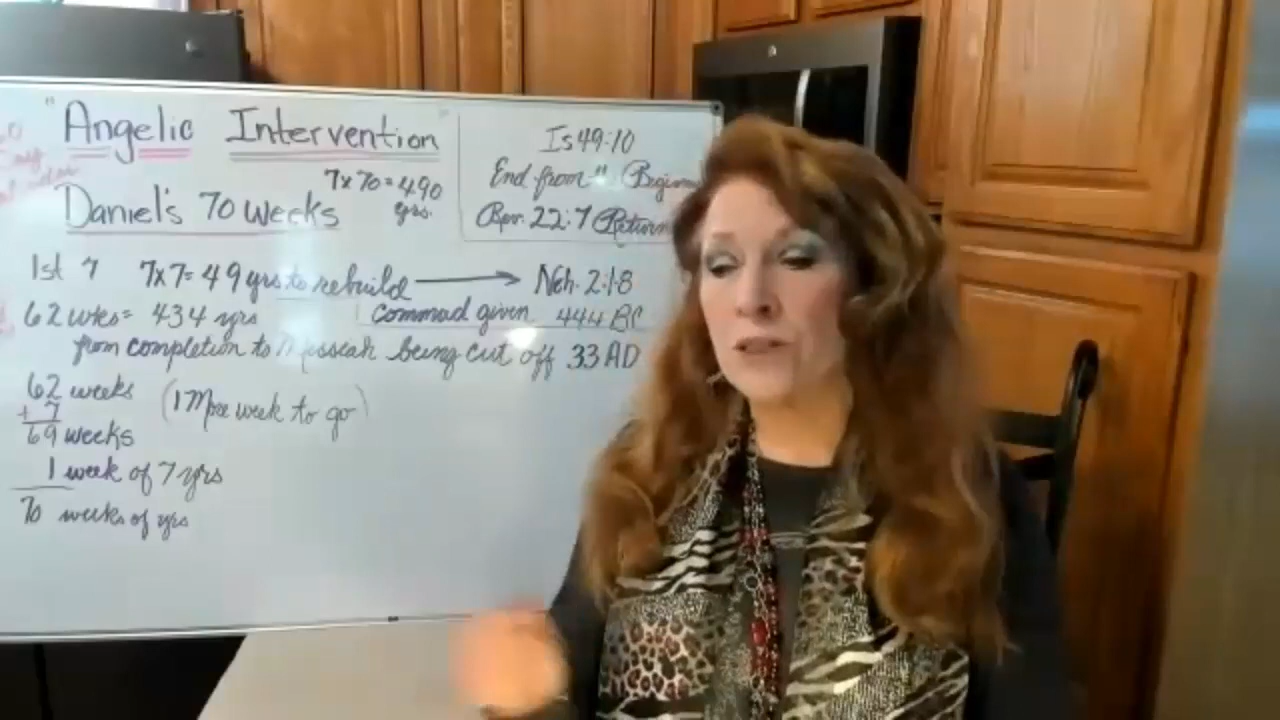 "Angelic Intervention"
7x70=490
yrs.
Daniel's 70 weeks
Is 49:10
End from"
Rev. 22:7 Return
1st 7 7x7=49 yrs to rebuild Neh. 2:1-8
62 wks= 434 yrs Commad given 444 BC
from completion to Messiah being cut off 33 AD
62 weeks (1 More week to go)
+ 7
69 weeks
1 week of 7 yrs
70 weeks of yrs